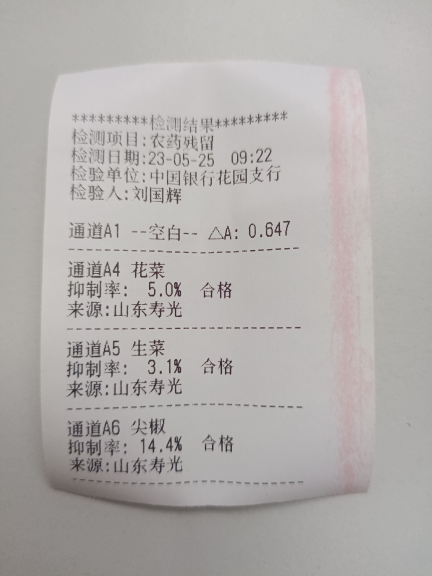 *********检测结果*********
检测项目:农药残留
检测日期:23-05-25 09:22
检验单位:中国银行花园支行
检验人:刘国辉
通道A1 --空白-- △A: 0.647
通道A4 花菜
抑制率: 5.0% 合格
来源:山东寿光
通道A5 生菜
抑制率: 3.1% 合格
来源:山东寿光
通道A6 尖椒
抑制率: 14.4% 合格
来源:山东寿光